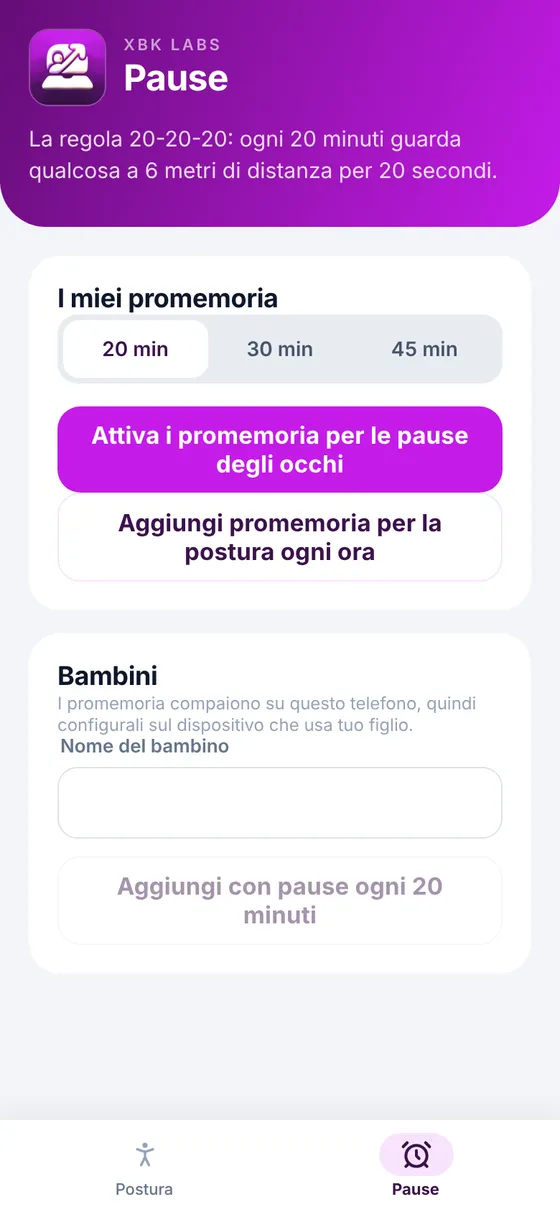 XBK LABS
Pause
La regola 20-20-20: ogni 20 minuti guarda
qualcosa a 6 metri di distanza per 20 secondi.
I miei promemoria
20 min
30 min
45 min
Attiva i promemoria per le pause
degli occhi
Aggiungi promemoria per la
postura ogni ora
Bambini
I promemoria compaiono su questo telefono, quindi
configurali sul dispositivo che usa tuo figlio.
Nome del bambino
Aggiungi con pause ogni 20
minuti
Postura
Pause